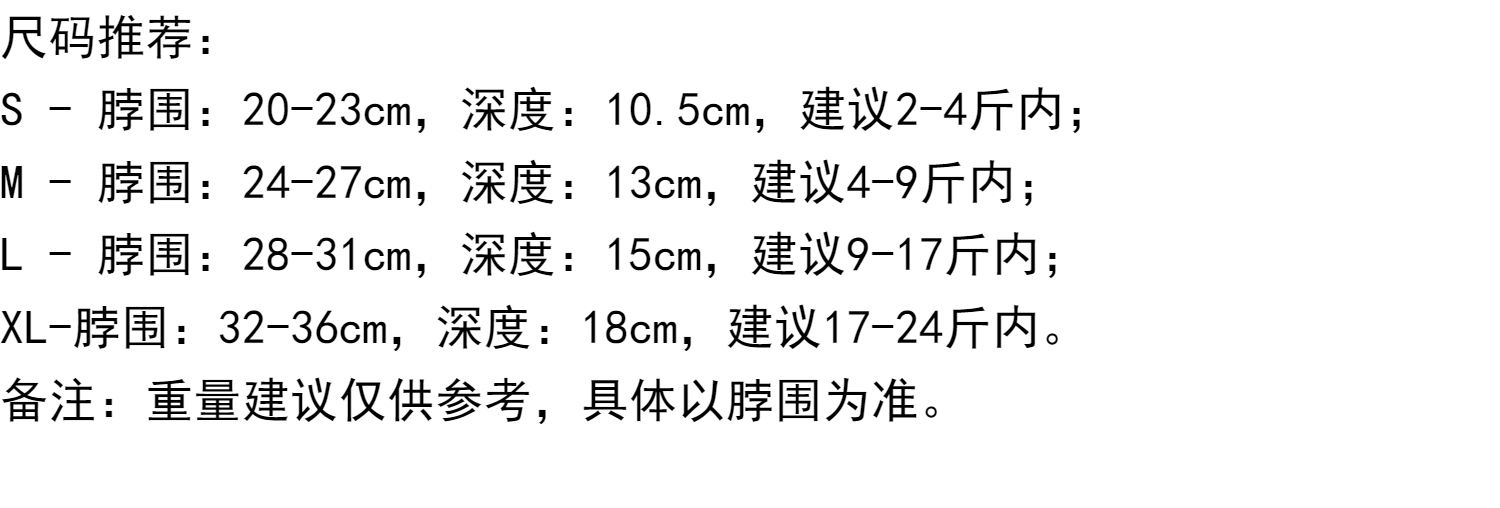 尺码推荐：
S - 脖围：20-23cm，深度：10.5cm，建议2-4斤内；
M - 脖围：24-27cm，深度：13cm，建议4-9斤内；
L - 脖围：28-31cm，深度：15cm，建议9-17斤内；
XL-脖围：32-36cm，深度：18cm，建议17-24斤内。
备注：重量建议仅供参考，具体以脖围为准。